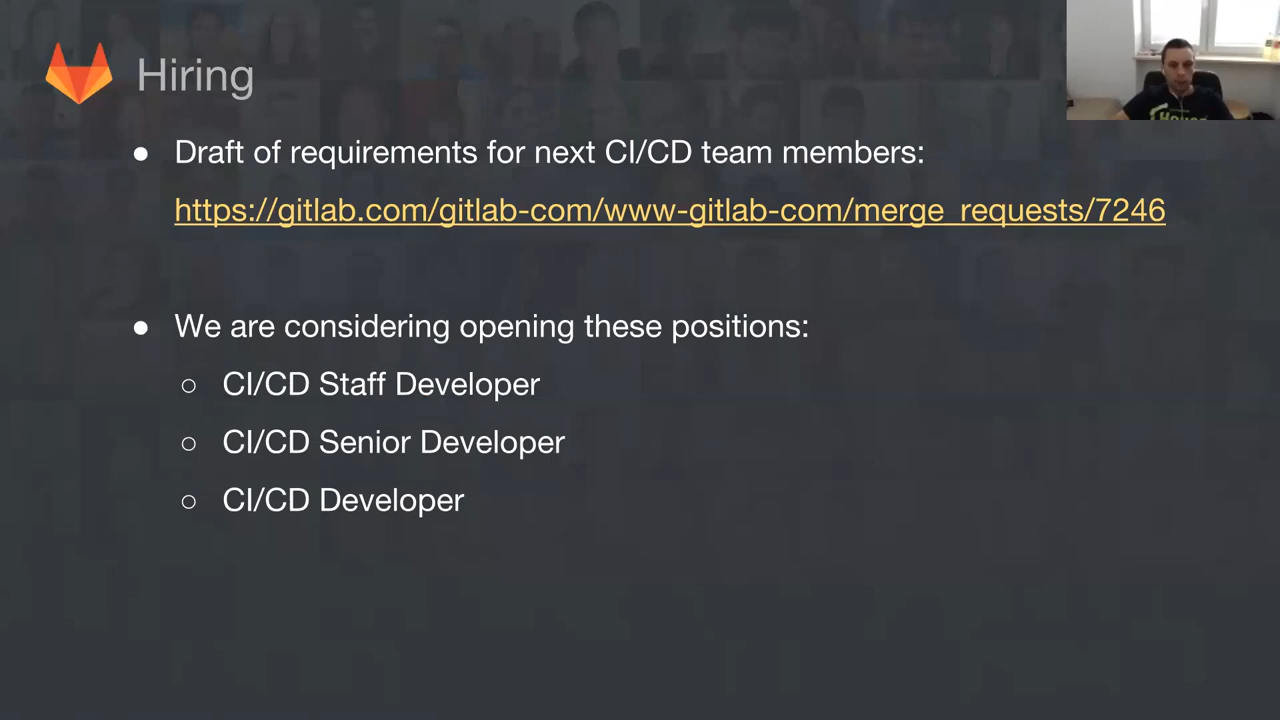 Hiring
● Draft of requirements for next CI/CD team members:
https://gitlab.com/gitlab-com/www-gitlab-com/merge_requests/7246
● We are considering opening these positions:
○ CI/CD Staff Developer
○ CI/CD Senior Developer
○ CI/CD Developer